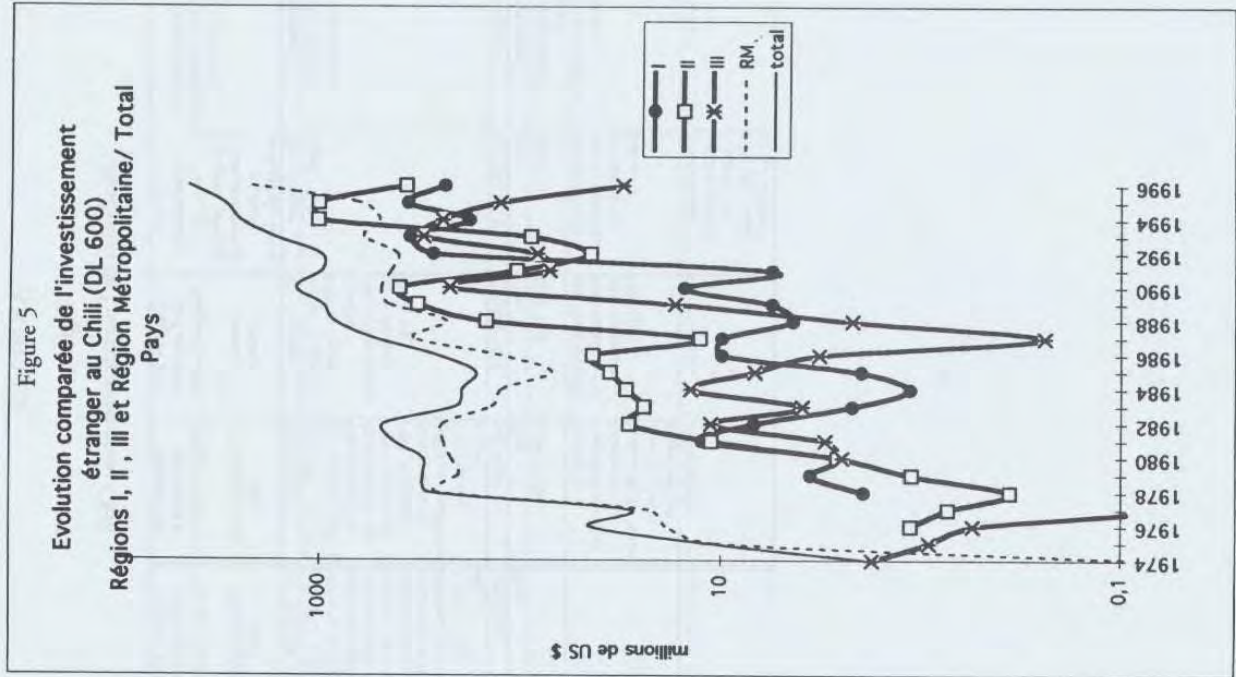 Figure 5
Evolution comparée de l'investissement
étranger au Chili (DL 600)
Régions I, II , III et Région Métropolitaine/ Total
Pays
millions de US $
1000
10
0,1
1974
1976
1978
1980
1982
1984
1986
1988
1990
1992
1994
1996
I
II
III
RM
total